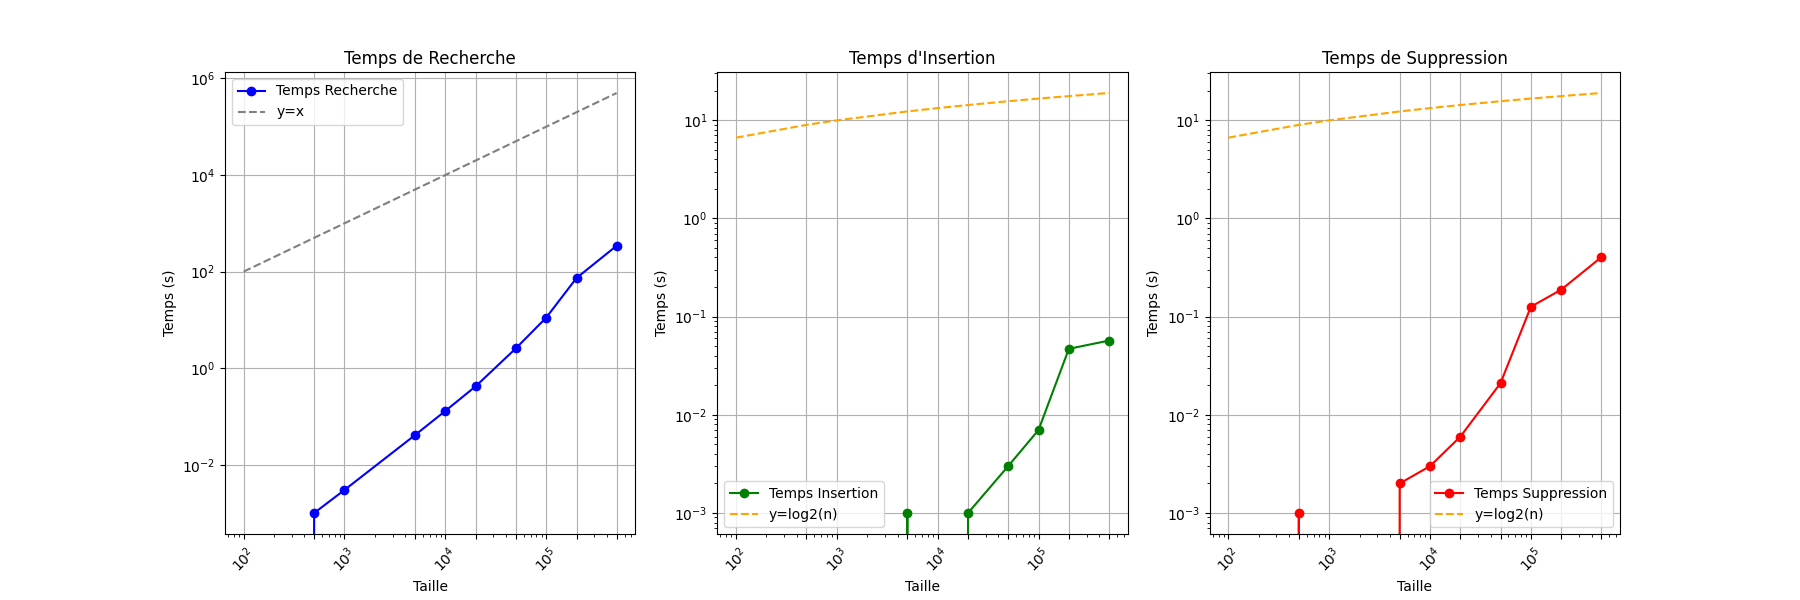 Temps de Recherche
10^6
10^4
10^2
10^0
10^-2
Temps (s)
Temps Recherche
y=x
10^2
10^3
10^4
10^5
Taille
Temps d'Insertion
10^1
10^0
10^-1
10^-2
10^-3
Temps (s)
Temps Insertion
y=log2(n)
10^2
10^3
10^4
10^5
Taille
Temps de Suppression
10^1
10^0
10^-1
10^-2
10^-3
Temps (s)
Temps Suppression
y=log2(n)
10^2
10^3
10^4
10^5
Taille